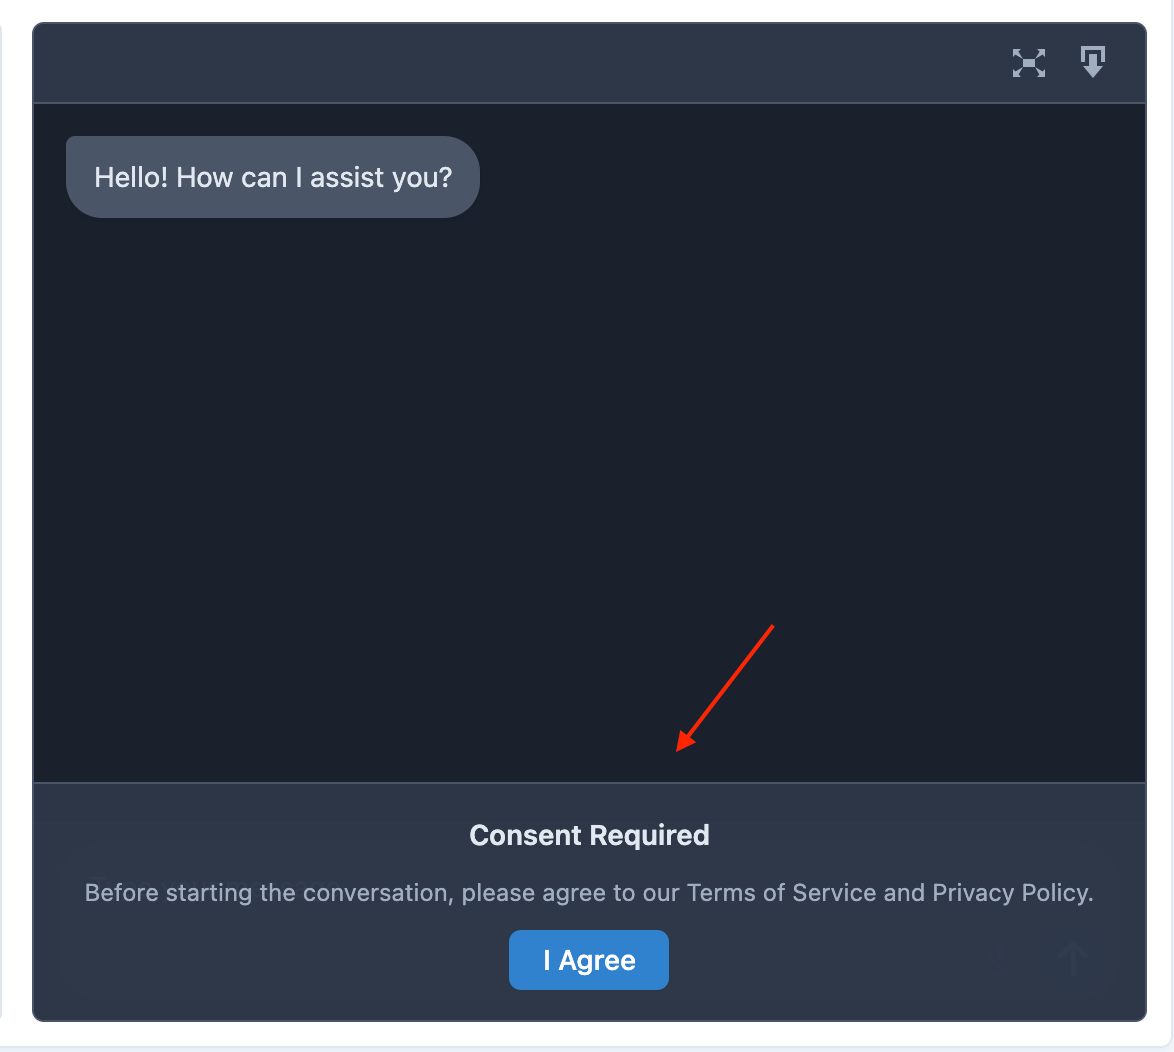 Hello! How can I assist you?
Consent Required
Before starting the conversation, please agree to our Terms of Service and Privacy Policy.
I Agree